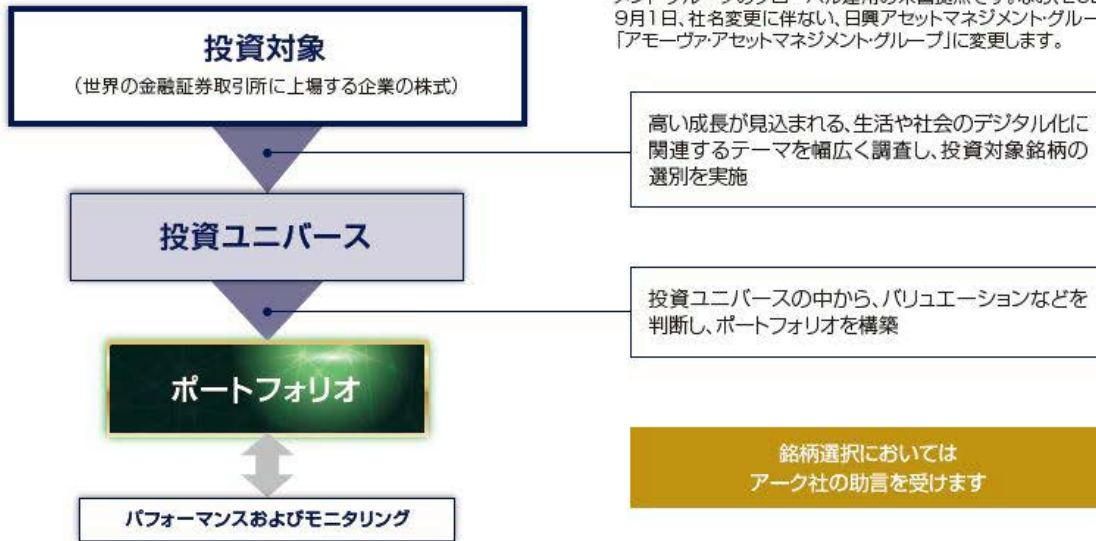 投資対象
(世界の金融証券取引所に上場する企業の株式)
9月1日、社名変更に伴ない、日興アセットマネジメント・グルー
「アモーヴァ・アセットマネジメント・グループ」に変更します。
高い成長が見込まれる、生活や社会のデジタル化に
関連するテーマを幅広く調査し、投資対象銘柄の
選別を実施
投資ユニバース
投資ユニバースの中から、バリュエーションなどを
判断し、ポートフォリオを構築
ポートフォリオ
銘柄選択においては
アーク社の助言を受けます
パフォーマンスおよびモニタリング